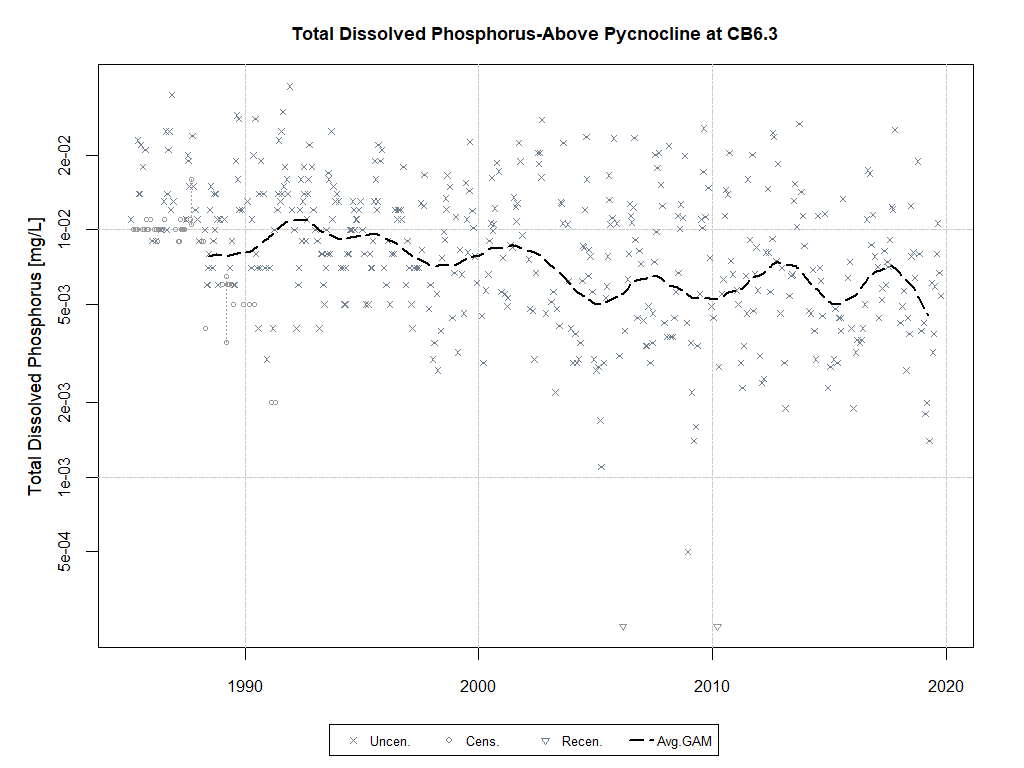 Total Dissolved Phosphorus-Above Pycnocline at CB6.3
Total Dissolved Phosphorus [mg/L]
2e-02
1e-02
5e-03
2e-03
1e-03
5e-04
1990 2000 2010 2020
Uncen. Cens. Recen. Avg.GAM